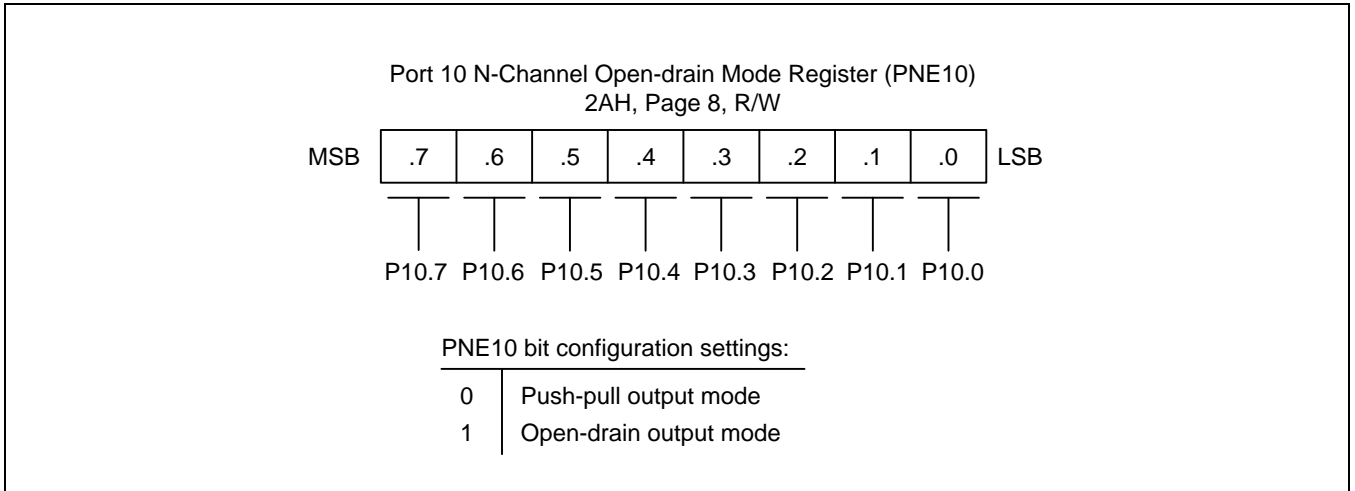 Port 10 N-Channel Open-drain Mode Register (PNE10)
2AH, Page 8, R/W
MSB .7 .6 .5 .4 .3 .2 .1 .0 LSB
P10.7 P10.6 P10.5 P10.4 P10.3 P10.2 P10.1 P10.0
PNE10 bit configuration settings:
0 Push-pull output mode
1 Open-drain output mode